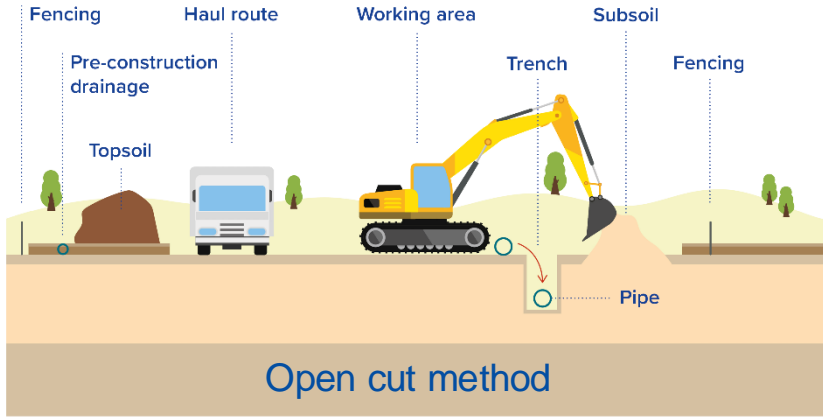 Fencing
Haul route
Working area
Subsoil
Pre-construction
drainage
Trench
Fencing
Topsoil
Pipe
Open cut method